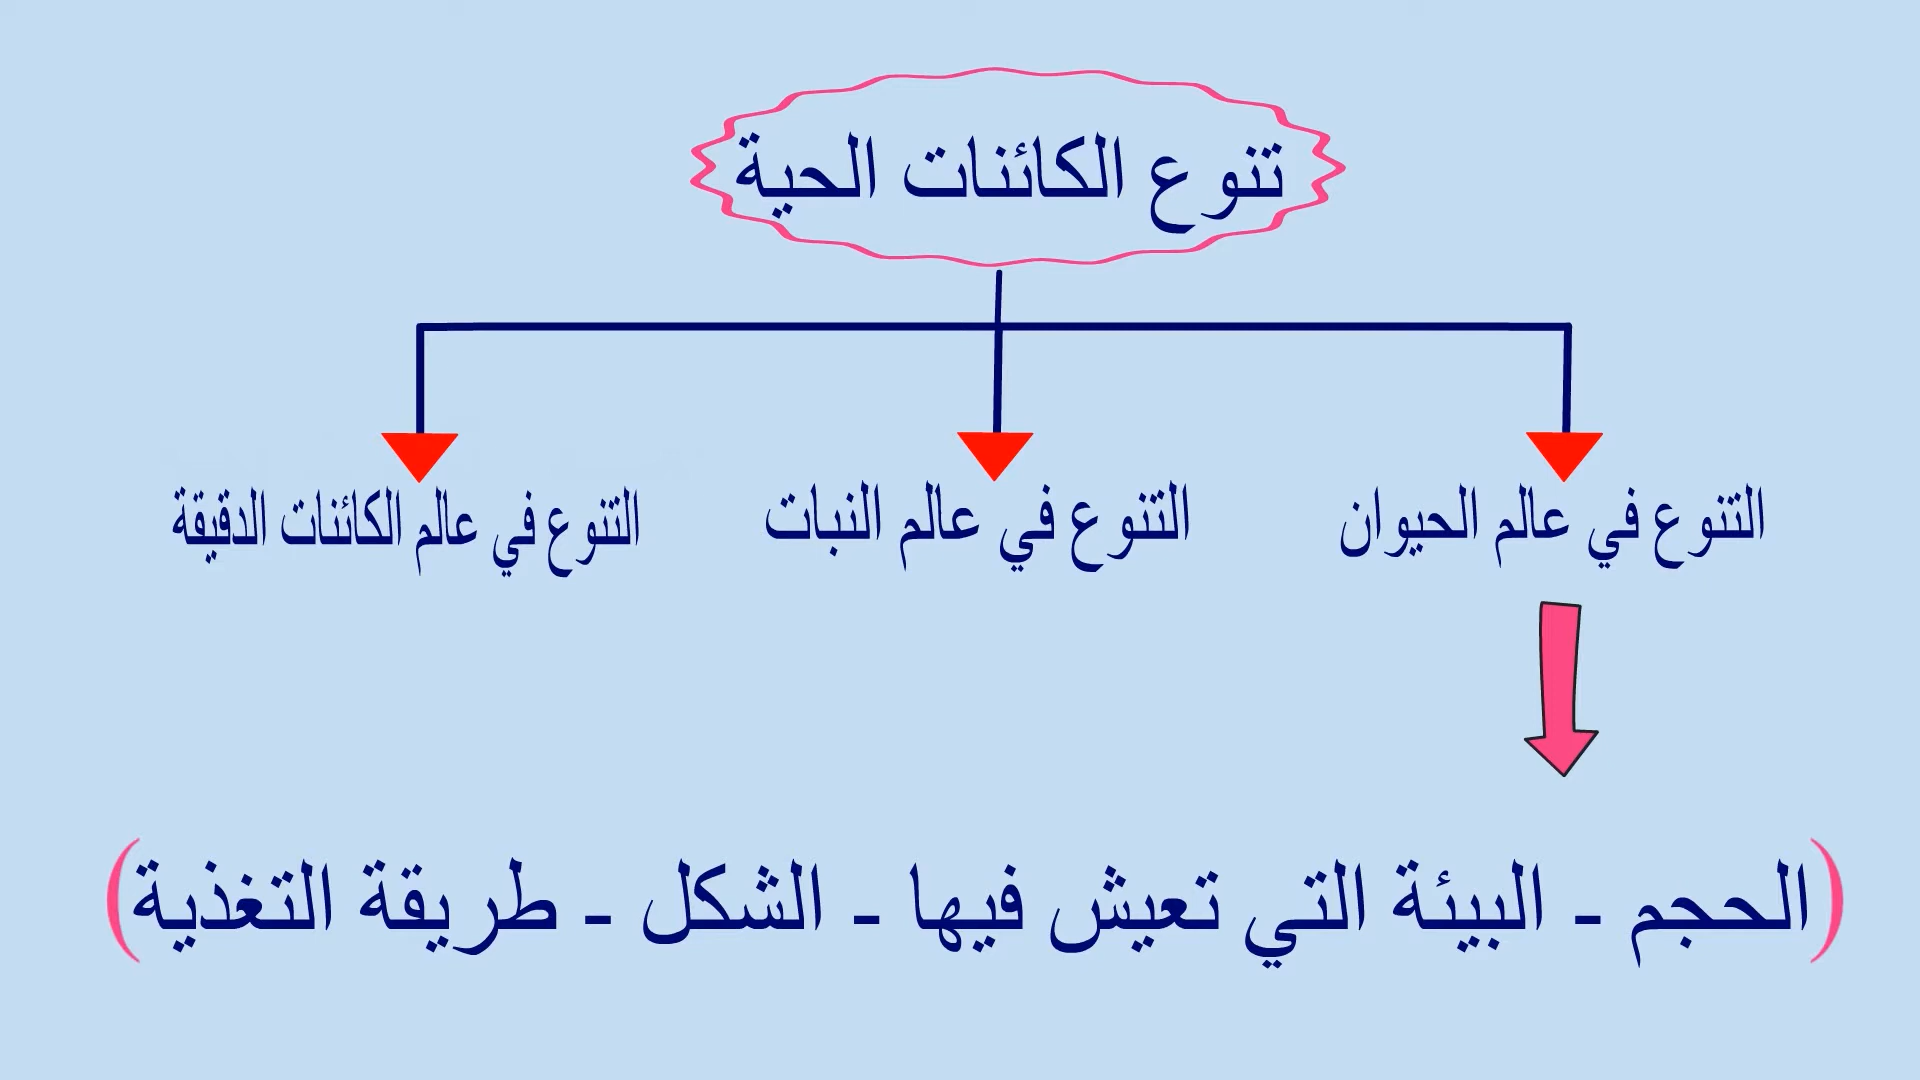 تنوع الكائنات الحية
التنوع في عالم الحيوان
التنوع في عالم النبات
التنوع في عالم الكائنات الدقيقة
(الحجم - البيئة التي تعيش فيها - الشكل - طريقة التغذية)